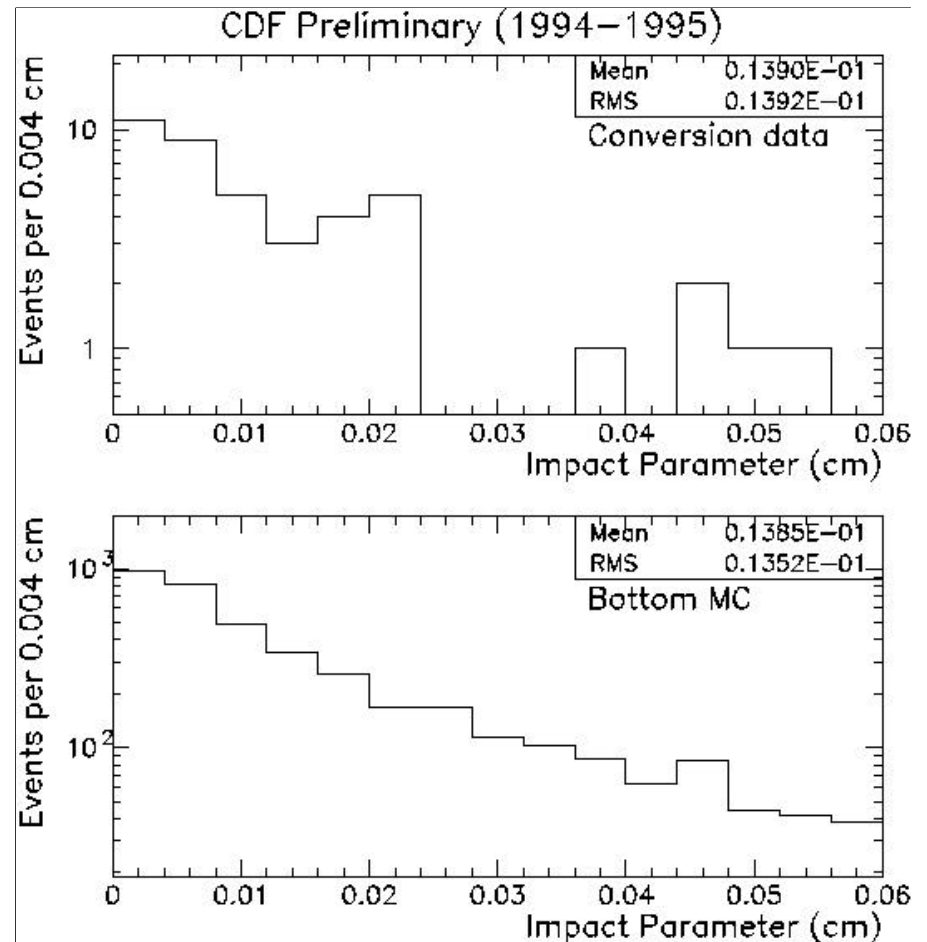 CDF Preliminary (1994–1995)
Mean 0.1390E−01
RMS 0.1392E−01
Conversion data
Events per 0.004 cm
10
1
0 0.01 0.02 0.03 0.04 0.05 0.06
Impact Parameter (cm)
Mean 0.1385E−01
RMS 0.1352E−01
Bottom MC
Events per 0.004 cm
10³
10²
0 0.01 0.02 0.03 0.04 0.05 0.06
Impact Parameter (cm)